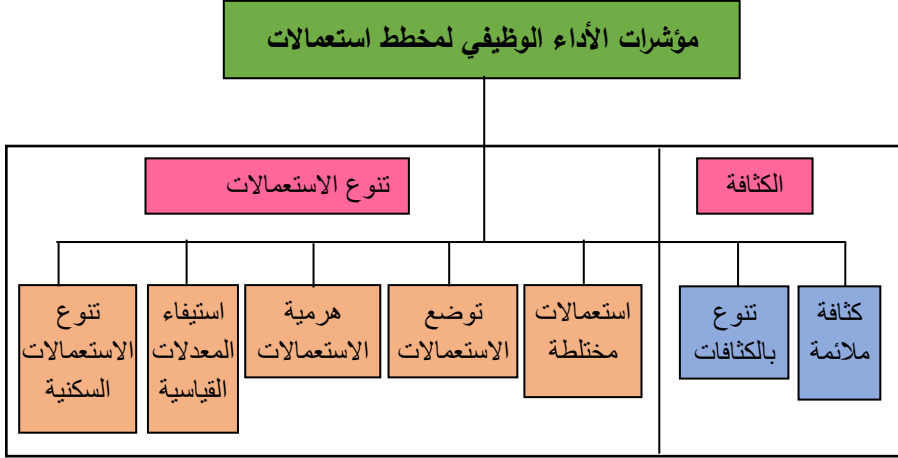 مؤشرات الأداء الوظيفي لمخطط استعمالات
الكثافة
تنوع الاستعمالات
كثافة
ملائمة
تنوع
بالكثافات
استعمالات
مختلطة
توضع
الاستعمالات
هرمية
الاستعمالات
استيفاء
المعدلات
القياسية
تنوع
الاستعمالات
السكنية